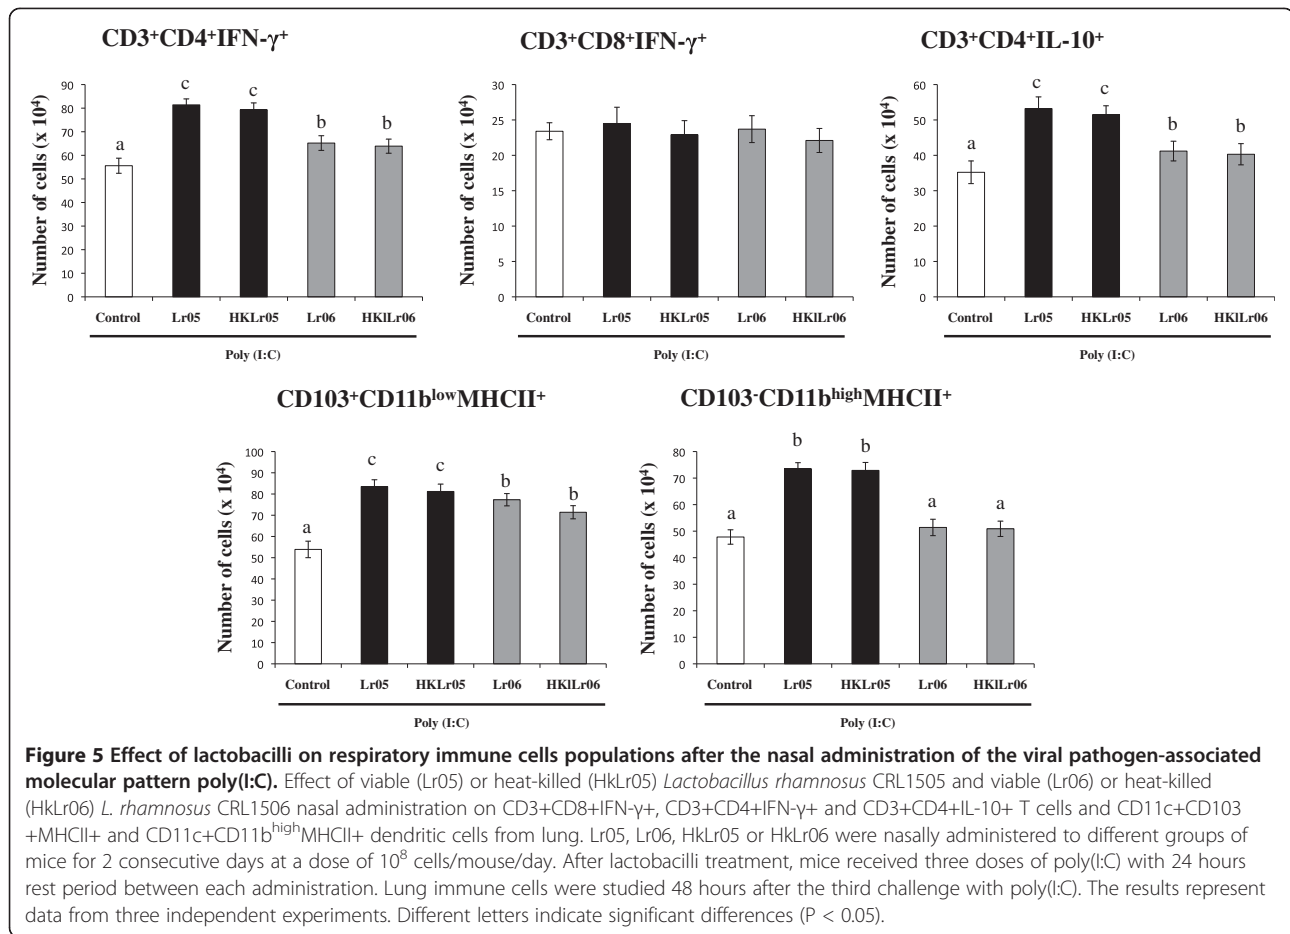 CD3+CD4+IFN-γ+
Number of cells (x 10⁴)
90
80
70
60
50
40
30
20
10
0
c
c
b
b
a
Control Lr05 HKLr05 Lr06 HKlLr06
Poly (I:C)
CD3+CD8+IFN-γ+
Number of cells (x 10⁴)
30
25
20
15
10
5
0
Control Lr05 HKLr05 Lr06 HKlLr06
Poly (I:C)
CD3+CD4+IL-10+
Number of cells (x 10⁴)
60
50
40
30
20
10
0
c
c
b
b
a
Control Lr05 HKLr05 Lr06 HKlLr06
Poly (I:C)
CD103+CD11b^low MHCII+
Number of cells (x 10⁴)
100
90
80
70
60
50
40
30
20
10
0
c
c
b
b
a
Control Lr05 HKLr05 Lr06 HKlLr06
Poly (I:C)
CD103-CD11b^high MHCII+
Number of cells (x 10⁴)
80
70
60
50
40
30
20
10
0
b
b
a
a
a
Control Lr05 HKLr05 Lr06 HKlLr06
Poly (I:C)
Figure 5 Effect of lactobacilli on respiratory immune cells populations after the nasal administration of the viral pathogen-associated
molecular pattern poly(I:C). Effect of viable (Lr05) or heat-killed (HkLr05) Lactobacillus rhamnosus CRL1505 and viable (Lr06) or heat-killed
(HkLr06) L. rhamnosus CRL1506 nasal administration on CD3+CD8+IFN-γ+, CD3+CD4+IFN-γ+ and CD3+CD4+IL-10+ T cells and CD11c+CD103
+MHCII+ and CD11c+CD11b^high MHCII+ dendritic cells from lung. Lr05, Lr06, HkLr05 or HkLr06 were nasally administered to different groups of
mice for 2 consecutive days at a dose of 10⁸ cells/mouse/day. After lactobacilli treatment, mice received three doses of poly(I:C) with 24 hours
rest period between each administration. Lung immune cells were studied 48 hours after the third challenge with poly(I:C). The results represent
data from three independent experiments. Different letters indicate significant differences (P < 0.05).